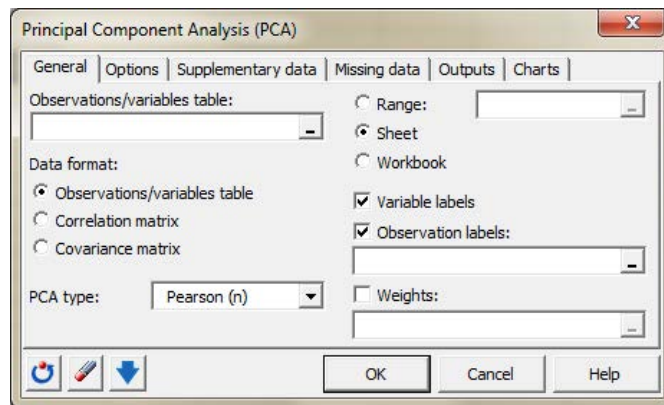 Principal Component Analysis (PCA)
General Options Supplementary data Missing data Outputs Charts
Observations/variables table:
Data format:
Observations/variables table
Correlation matrix
Covariance matrix
PCA type: Pearson (n)
Range:
Sheet
Workbook
Variable labels
Observation labels:
Weights:
OK Cancel Help